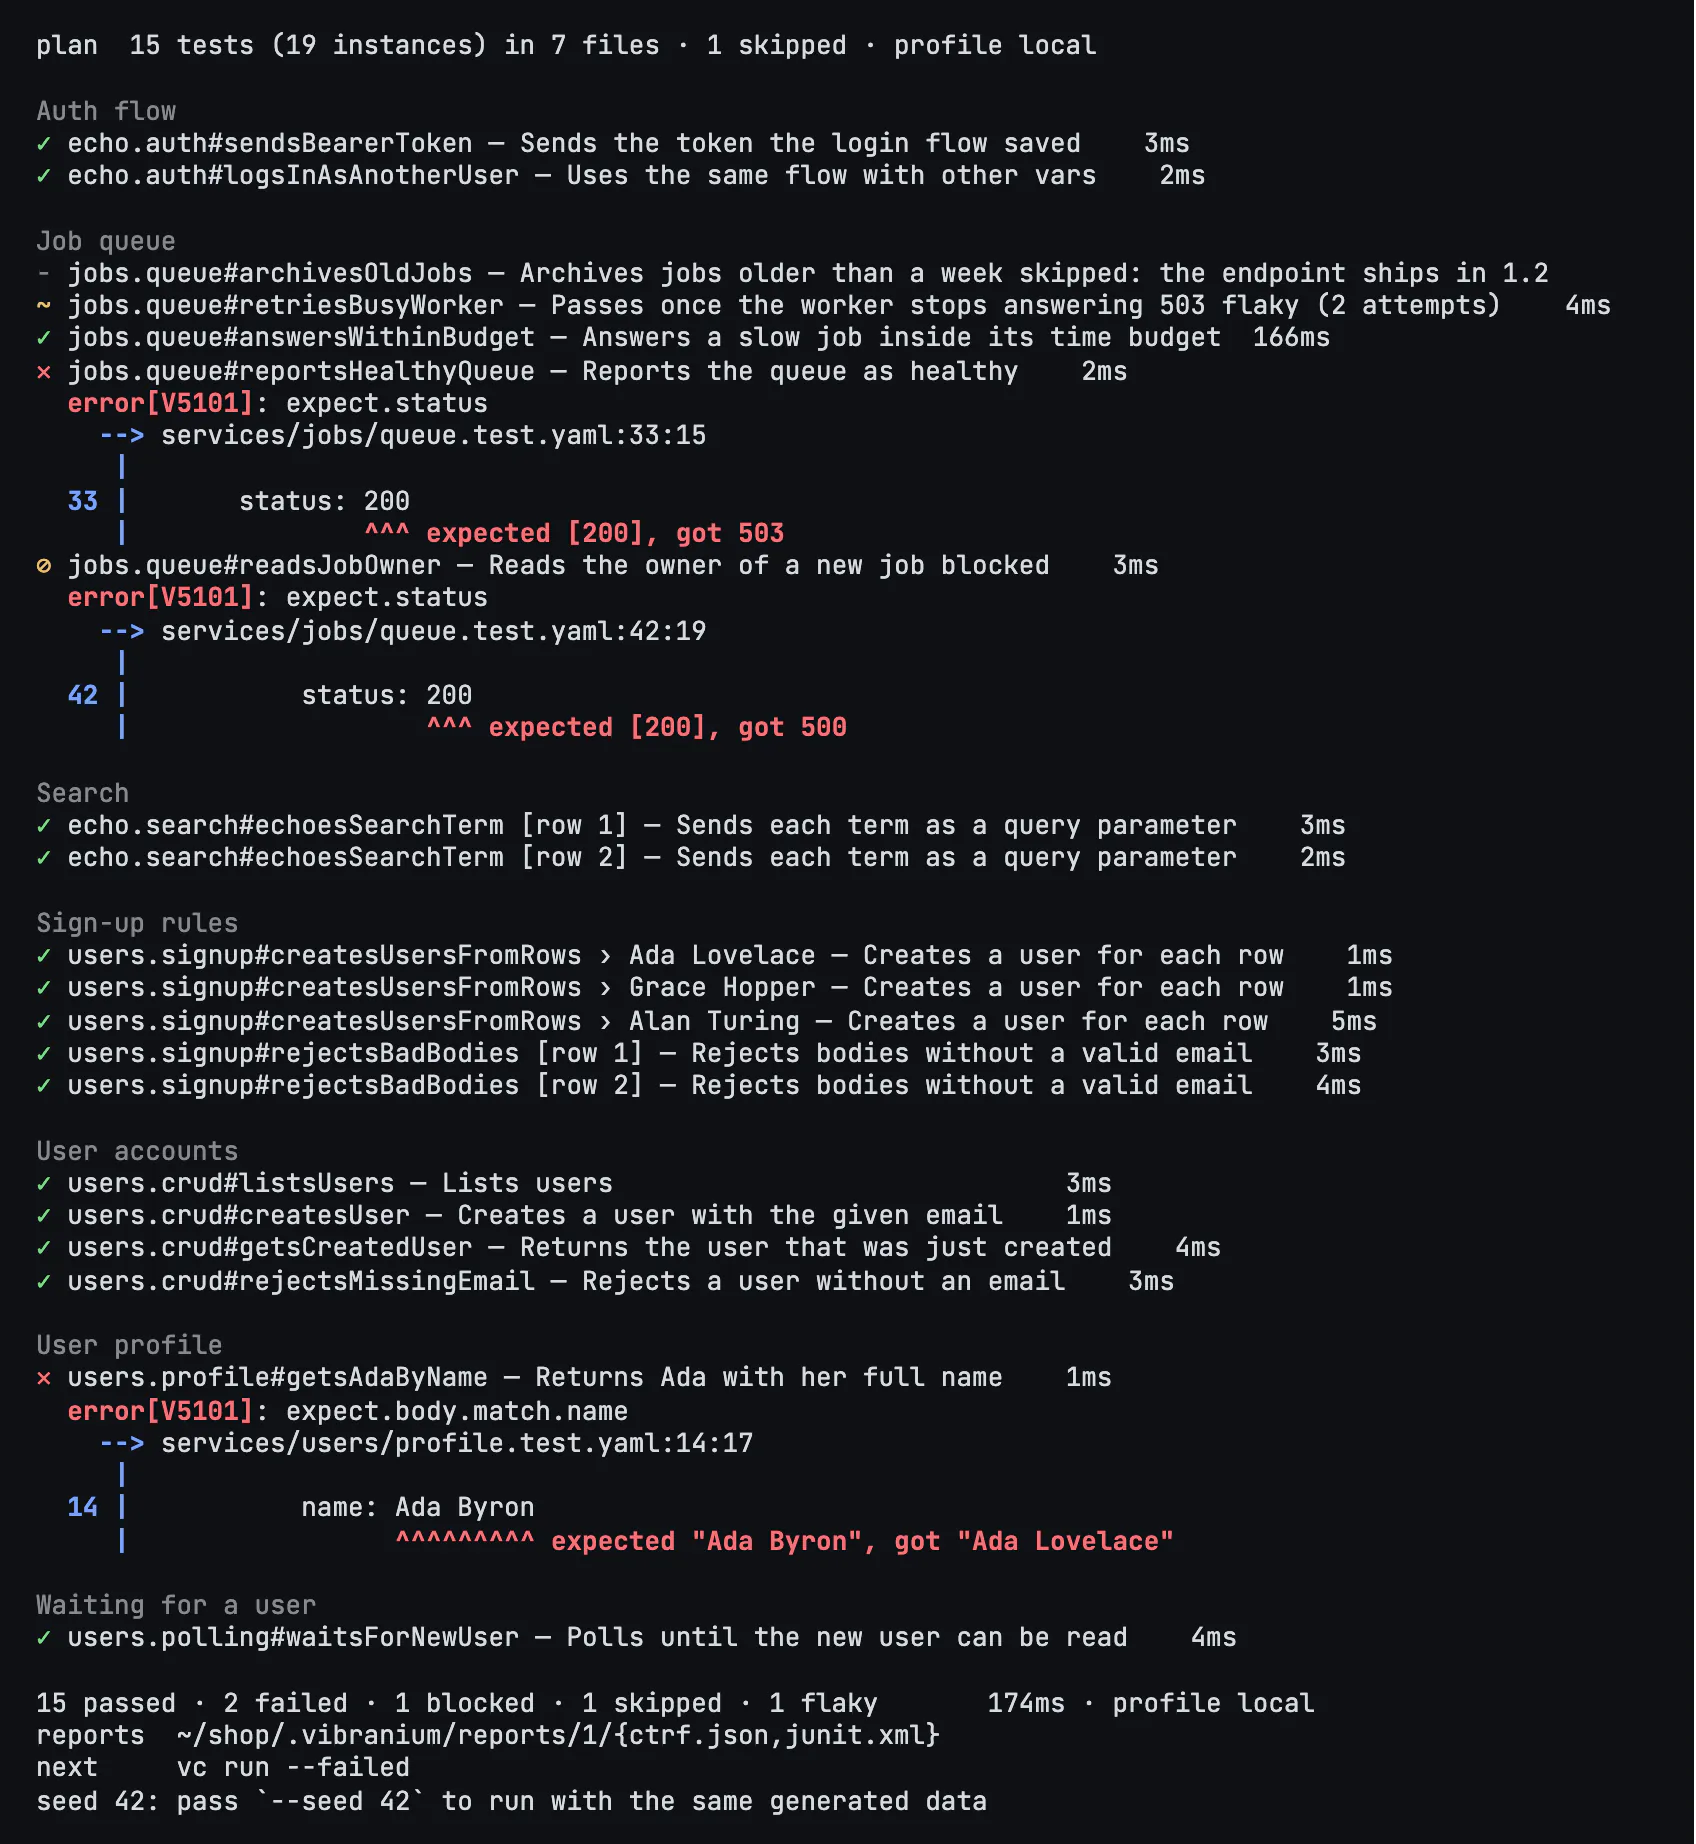 plan  15 tests (19 instances) in 7 files · 1 skipped · profile local
Auth flow
✓ echo.auth#sendsBearerToken — Sends the token the login flow saved    3ms
✓ echo.auth#logsInAsAnotherUser — Uses the same flow with other vars    2ms
Job queue
- jobs.queue#archivesOldJobs — Archives jobs older than a week skipped: the endpoint ships in 1.2
~ jobs.queue#retriesBusyWorker — Passes once the worker stops answering 503 flaky (2 attempts)    4ms
✓ jobs.queue#answersWithinBudget — Answers a slow job inside its time budget  166ms
× jobs.queue#reportsHealthyQueue — Reports the queue as healthy    2ms
  error[V5101]: expect.status
    --> services/jobs/queue.test.yaml:33:15
     |
  33 |       status: 200
     |               ^^^ expected [200], got 503
⊘ jobs.queue#readsJobOwner — Reads the owner of a new job blocked    3ms
  error[V5101]: expect.status
    --> services/jobs/queue.test.yaml:42:19
     |
  42 |           status: 200
     |                   ^^^ expected [200], got 500
Search
✓ echo.search#echoesSearchTerm [row 1] — Sends each term as a query parameter    3ms
✓ echo.search#echoesSearchTerm [row 2] — Sends each term as a query parameter    2ms
Sign-up rules
✓ users.signup#createsUsersFromRows › Ada Lovelace — Creates a user for each row    1ms
✓ users.signup#createsUsersFromRows › Grace Hopper — Creates a user for each row    1ms
✓ users.signup#createsUsersFromRows › Alan Turing — Creates a user for each row    5ms
✓ users.signup#rejectsBadBodies [row 1] — Rejects bodies without a valid email    3ms
✓ users.signup#rejectsBadBodies [row 2] — Rejects bodies without a valid email    4ms
User accounts
✓ users.crud#listsUsers — Lists users                             3ms
✓ users.crud#createsUser — Creates a user with the given email    1ms
✓ users.crud#getsCreatedUser — Returns the user that was just created    4ms
✓ users.crud#rejectsMissingEmail — Rejects a user without an email    3ms
User profile
× users.profile#getsAdaByName — Returns Ada with her full name    1ms
  error[V5101]: expect.body.match.name
    --> services/users/profile.test.yaml:14:17
     |
  14 |           name: Ada Byron
     |                 ^^^^^^^^^ expected "Ada Byron", got "Ada Lovelace"
Waiting for a user
✓ users.polling#waitsForNewUser — Polls until the new user can be read    4ms
15 passed · 2 failed · 1 blocked · 1 skipped · 1 flaky       174ms · profile local
reports  ~/shop/.vibranium/reports/1/{ctrf.json,junit.xml}
next     vc run --failed
seed 42: pass `--seed 42` to run with the same generated data